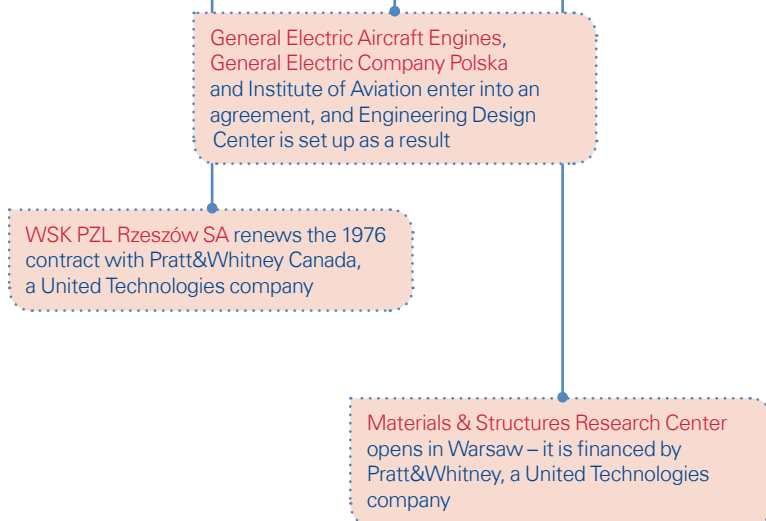 General Electric Aircraft Engines,
General Electric Company Polska
and Institute of Aviation enter into an
agreement, and Engineering Design
Center is set up as a result
WSK PZL Rzeszów SA renews the 1976
contract with Pratt&Whitney Canada,
a United Technologies company
Materials & Structures Research Center
opens in Warsaw – it is financed by
Pratt&Whitney, a United Technologies
company